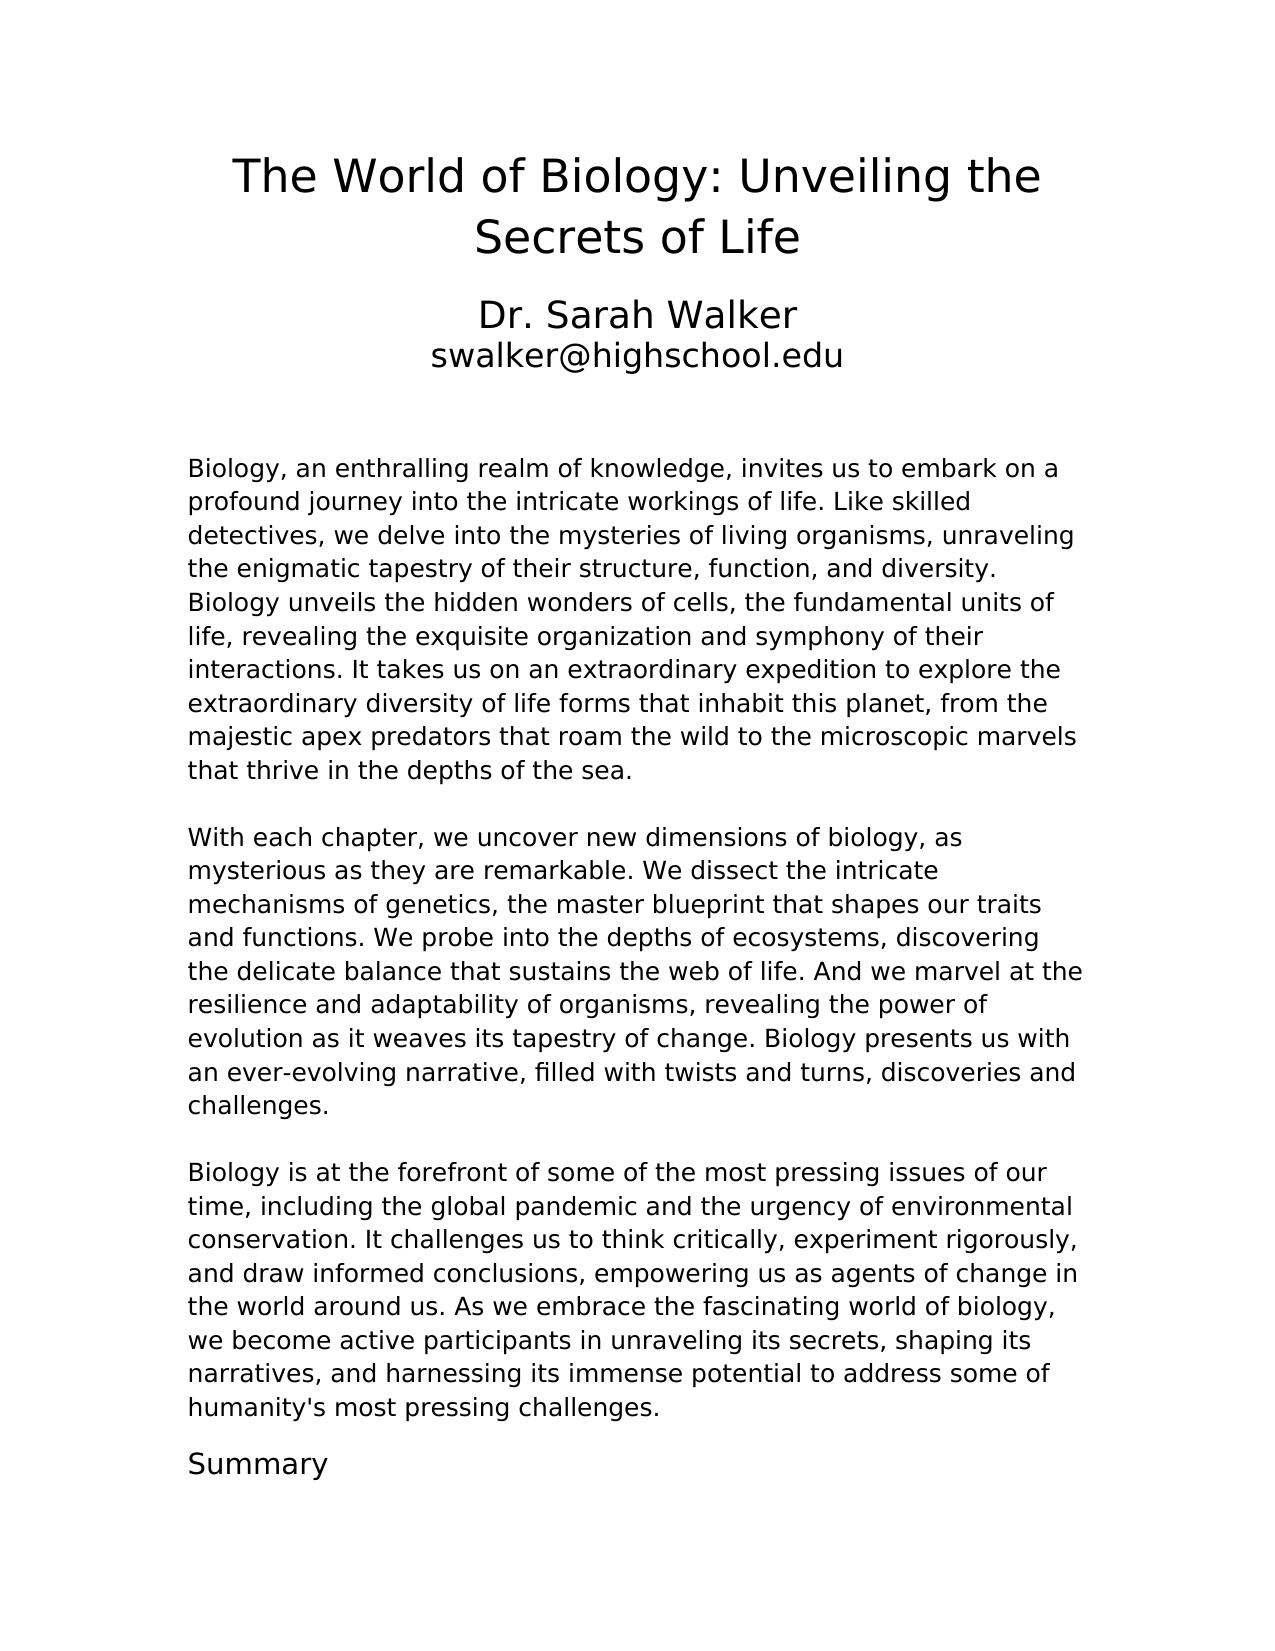 The World of Biology: Unveiling the
Secrets of Life
Dr. Sarah Walker
swalker@highschool.edu
Biology, an enthralling realm of knowledge, invites us to embark on a
profound journey into the intricate workings of life. Like skilled
detectives, we delve into the mysteries of living organisms, unraveling
the enigmatic tapestry of their structure, function, and diversity.
Biology unveils the hidden wonders of cells, the fundamental units of
life, revealing the exquisite organization and symphony of their
interactions. It takes us on an extraordinary expedition to explore the
extraordinary diversity of life forms that inhabit this planet, from the
majestic apex predators that roam the wild to the microscopic marvels
that thrive in the depths of the sea.
With each chapter, we uncover new dimensions of biology, as
mysterious as they are remarkable. We dissect the intricate
mechanisms of genetics, the master blueprint that shapes our traits
and functions. We probe into the depths of ecosystems, discovering
the delicate balance that sustains the web of life. And we marvel at the
resilience and adaptability of organisms, revealing the power of
evolution as it weaves its tapestry of change. Biology presents us with
an ever-evolving narrative, filled with twists and turns, discoveries and
challenges.
Biology is at the forefront of some of the most pressing issues of our
time, including the global pandemic and the urgency of environmental
conservation. It challenges us to think critically, experiment rigorously,
and draw informed conclusions, empowering us as agents of change in
the world around us. As we embrace the fascinating world of biology,
we become active participants in unraveling its secrets, shaping its
narratives, and harnessing its immense potential to address some of
humanity's most pressing challenges.
Summary